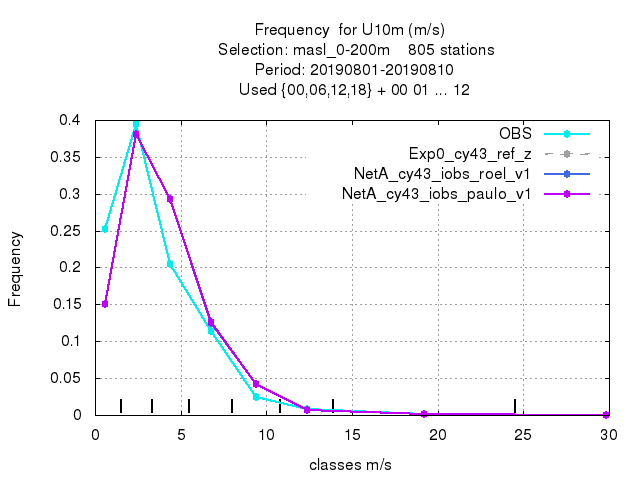 Frequency  for U10m (m/s)
Selection: masl_0-200m    805 stations
Period: 20190801-20190810
Used {00,06,12,18} + 00 01 ... 12
OBS
Exp0_cy43_ref_z
NetA_cy43_iobs_roel_v1
NetA_cy43_iobs_paulo_v1
Frequency
0.4
0.35
0.3
0.25
0.2
0.15
0.1
0.05
0
0 5 10 15 20 25 30
classes m/s